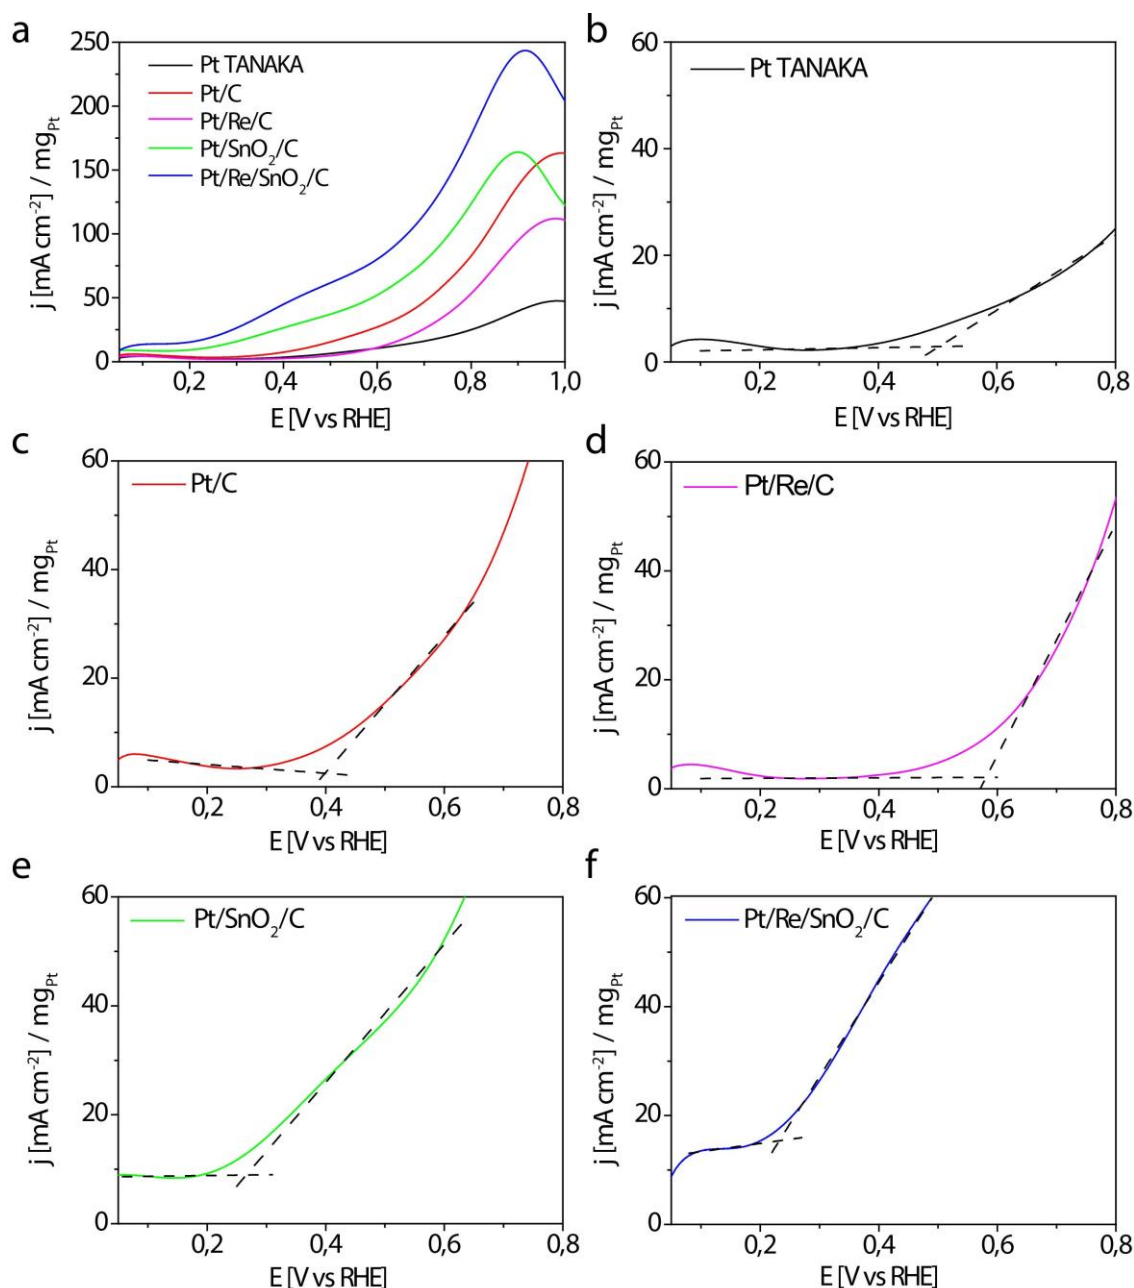 a
250
200
150
100
50
0
j [mA cm⁻²] / mg_Pt
Pt TANAKA
Pt/C
Pt/Re/C
Pt/SnO₂/C
Pt/Re/SnO₂/C
0,2 0,4 0,6 0,8 1,0
E [V vs RHE]
b
60
40
20
0
j [mA cm⁻²] / mg_Pt
Pt TANAKA
0,2 0,4 0,6 0,8
E [V vs RHE]
c
60
40
20
0
j [mA cm⁻²] / mg_Pt
Pt/C
0,2 0,4 0,6 0,8
E [V vs RHE]
d
60
40
20
0
j [mA cm⁻²] / mg_Pt
Pt/Re/C
0,2 0,4 0,6 0,8
E [V vs RHE]
e
60
40
20
0
j [mA cm⁻²] / mg_Pt
Pt/SnO₂/C
0,2 0,4 0,6 0,8
E [V vs RHE]
f
60
40
20
0
j [mA cm⁻²] / mg_Pt
Pt/Re/SnO₂/C
0,2 0,4 0,6 0,8
E [V vs RHE]